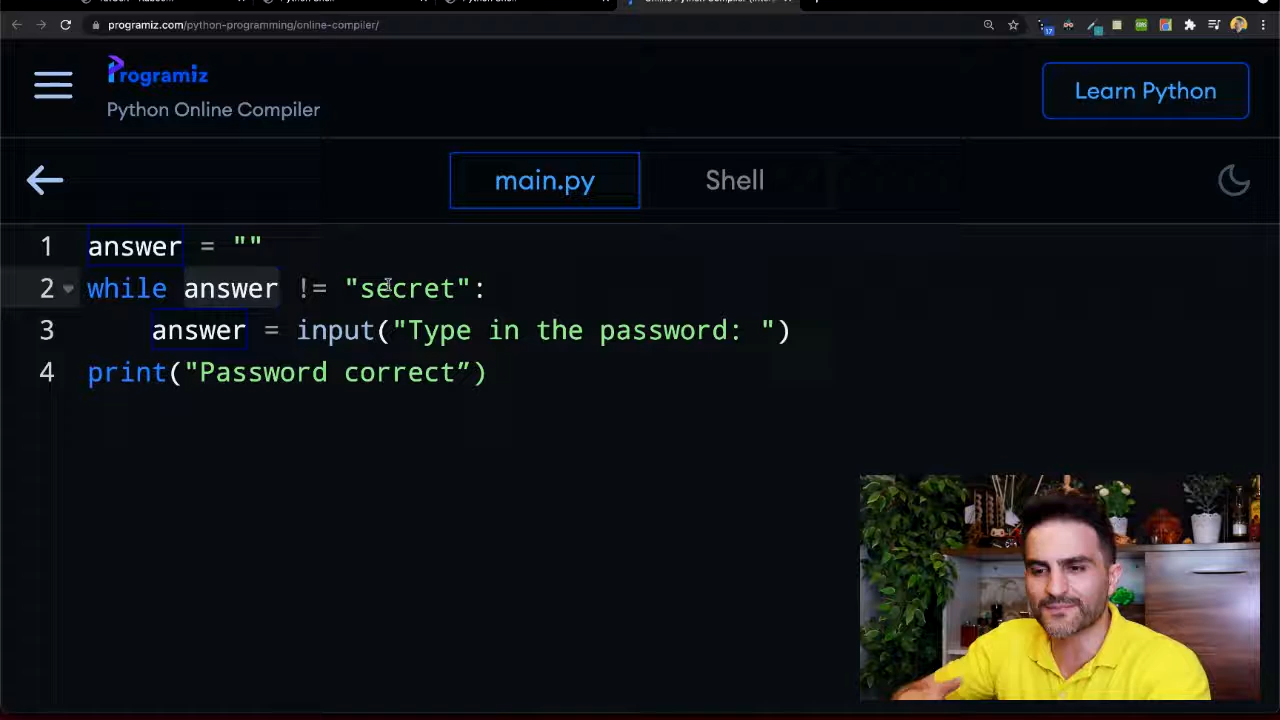 programiz.com/python-programming/online-compiler/
17
Programiz
Python Online Compiler
Learn Python
main.py
Shell
1 answer = ""
2 while answer != "secret":
3 answer = input("Type in the password: ")
4 print("Password correct”)